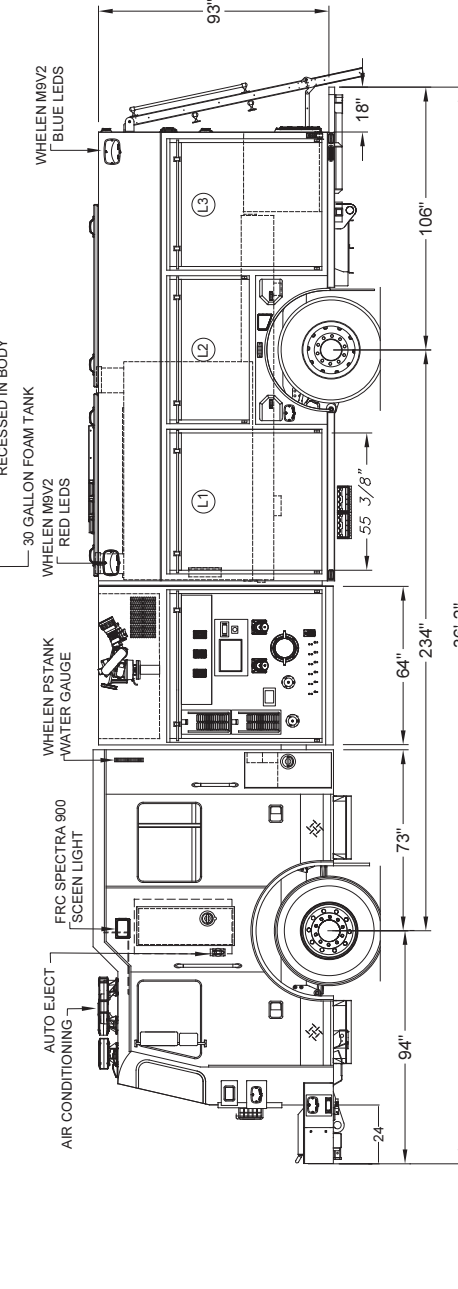 RECESSED IN BODY
30 GALLON FOAM TANK
WHELEN M9V2
RED LEDS
WHELEN M9V2
BLUE LEDS
WHELEN PSTANK
WATER GAUGE
FRC SPECTRA 900
SCEEN LIGHT
AUTO EJECT
AIR CONDITIONING
93"
18"
L1
L2
L3
55 3/8"
24
94"
73"
64"
234"
106"